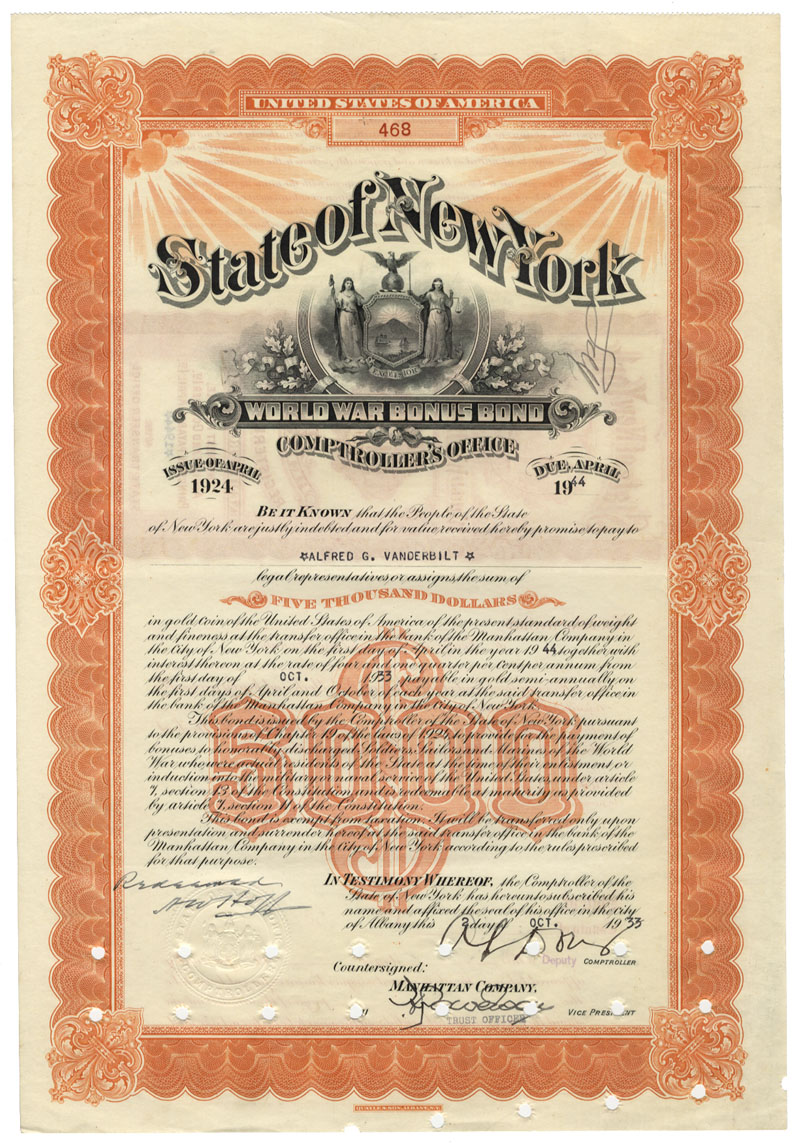 UNITED STATES OF AMERICA
468
State of New York
EXCELSIOR
WORLD WAR BONUS BOND
COMPTROLLER'S OFFICE
ISSUE OF APRIL
1924
DUE, APRIL
1944
BE IT KNOWN that the People of the State
of New York are justly indebted and for value received hereby promise to pay to
ALFRED G. VANDERBILT
legal representatives or assigns, the sum of
FIVE THOUSAND DOLLARS
in gold coin of the United States of America of the present standard of weight
and fineness at the transfer office in the bank of the Manhattan Company in
the City of New York on the first day of April in the year 1944 together with
interest thereon at the rate of four and one quarter per cent per annum from
the first day of OCT. 1933 payable in gold semi-annually on
the first days of April and October of each year at the said transfer office in
the bank of the Manhattan Company in the City of New York.
This bond is issued by the Comptroller of the State of New York pursuant
to the provisions of Chapter 19 of the laws of 1924 to provide for the payment of
bonuses to honorably discharged Soldiers, Sailors and Marines of the World
War who were actual residents of the State at the time of their enlistment or
induction into the military or naval service of the United States under article
7, section 13 of the Constitution and is redeemable at maturity as provided
by article 7, section 11 of the Constitution.
This bond is exempt from taxation. It will be transferred only upon
presentation and surrender hereof at the said transfer office in the bank of the
Manhattan Company in the City of New York according to the rules prescribed
for that purpose.
$5000
IN TESTIMONY WHEREOF, the Comptroller of the
State of New York has hereunto subscribed his
name and affixed the seal of his office in the city
of Albany this 2 day of OCT. 1933
Redeemed
Deputy COMPTROLLER
Countersigned:
MANHATTAN COMPANY,
TRUST OFFICER
VICE PRESIDENT